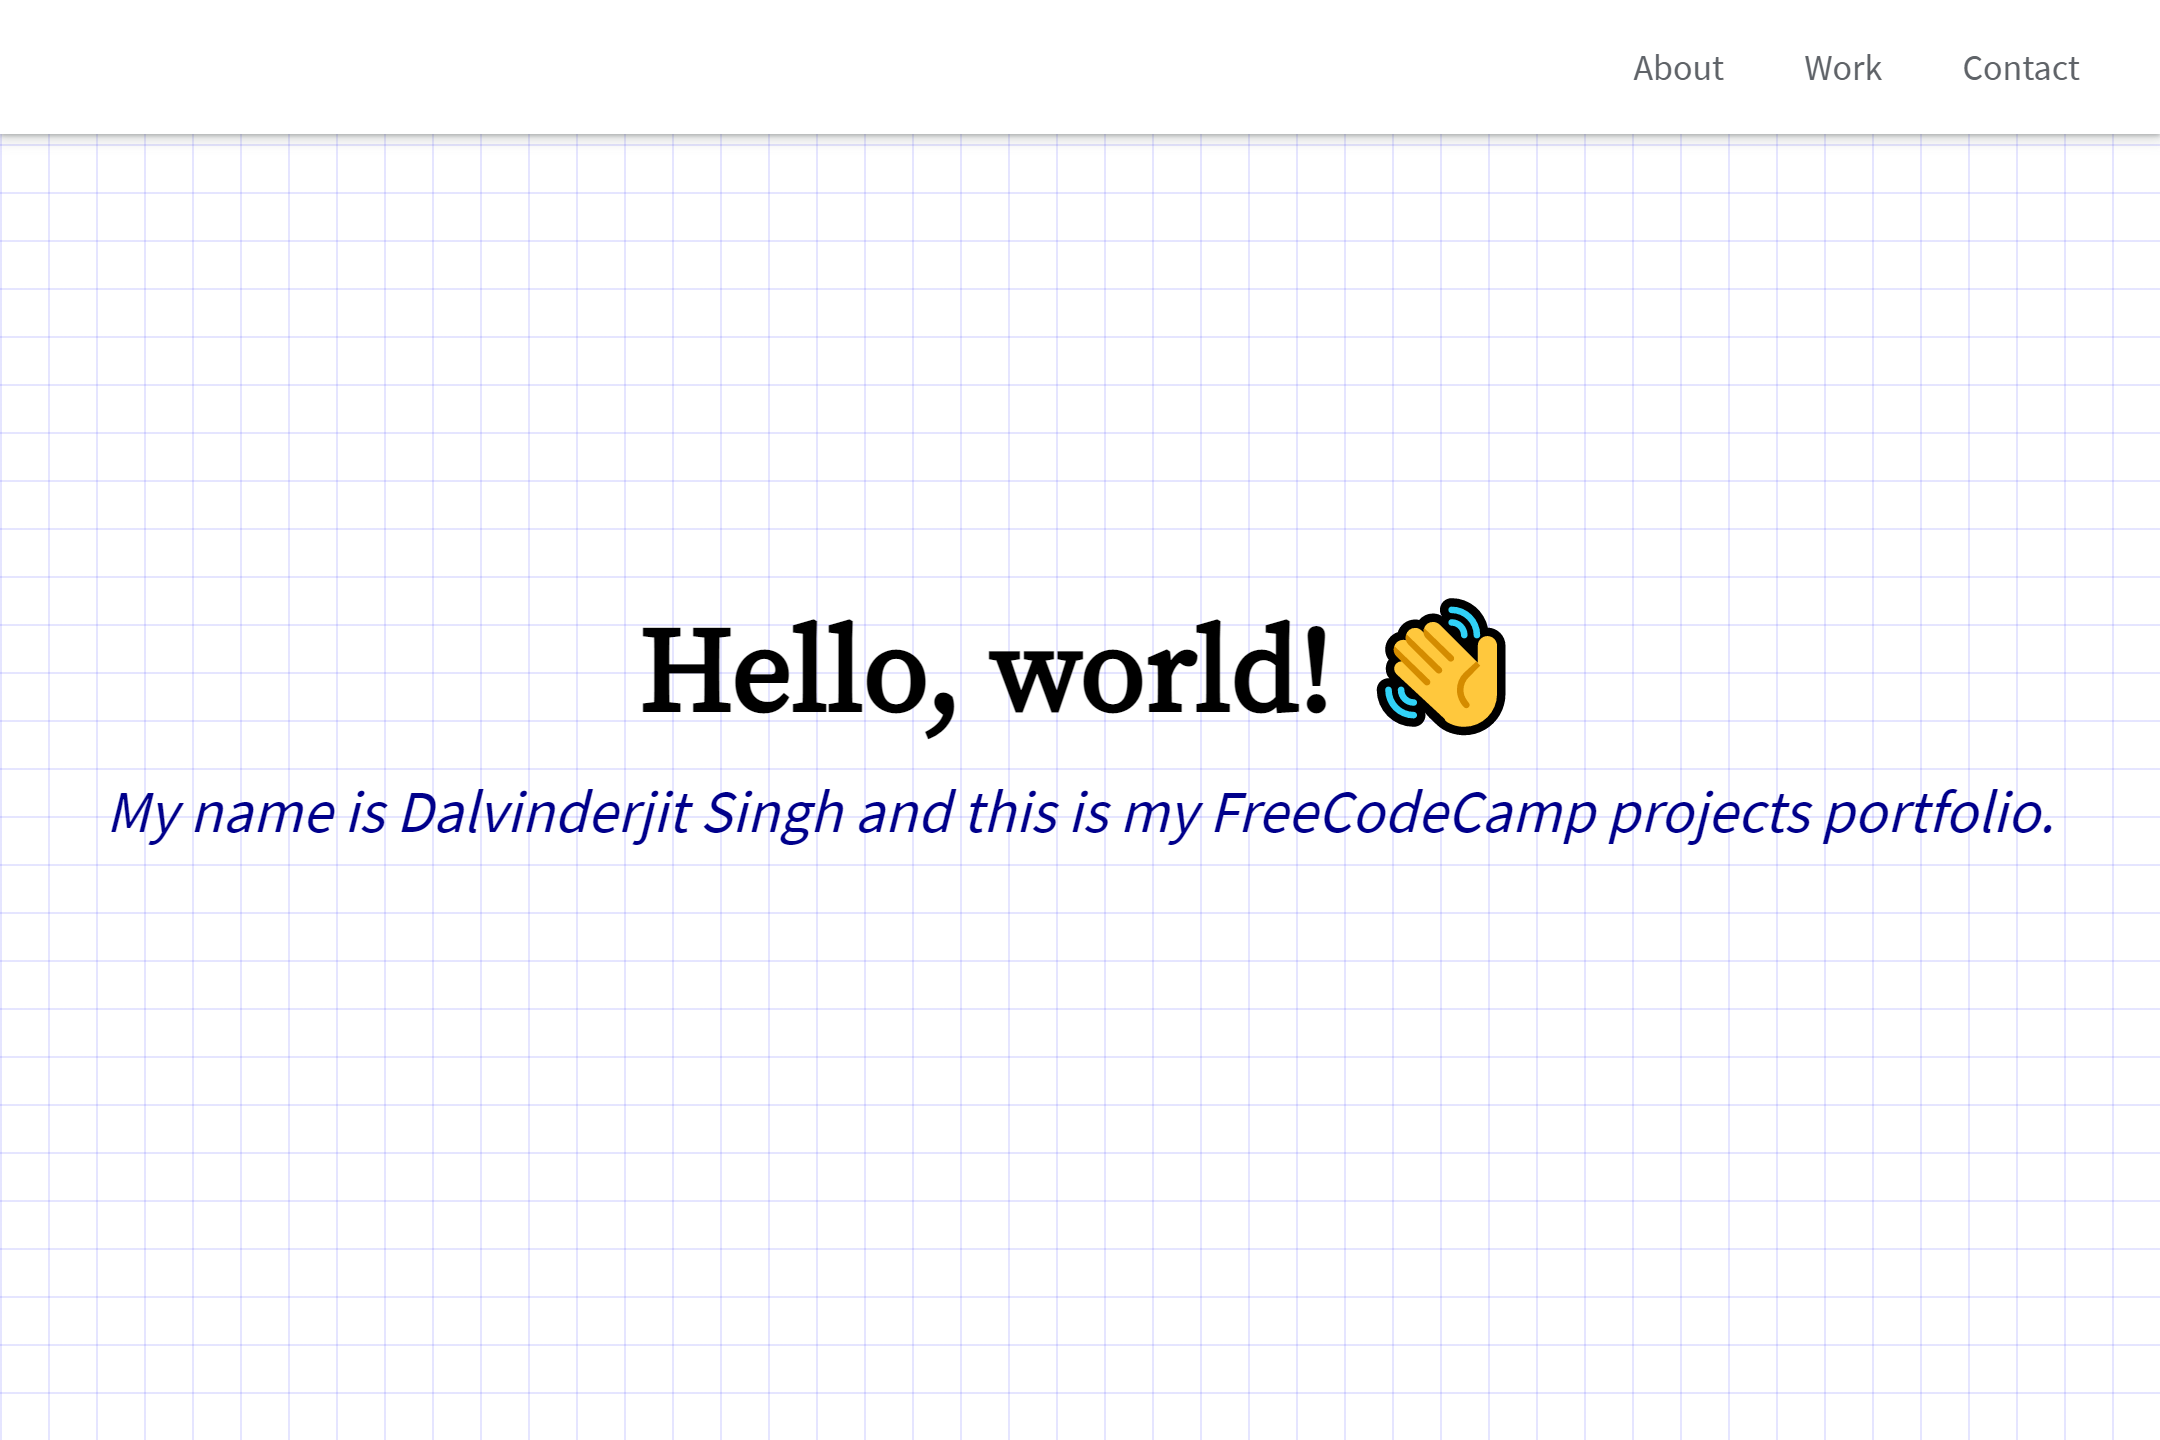 About Work Contact
Hello, world! 👋
My name is Dalvinderjit Singh and this is my FreeCodeCamp projects portfolio.